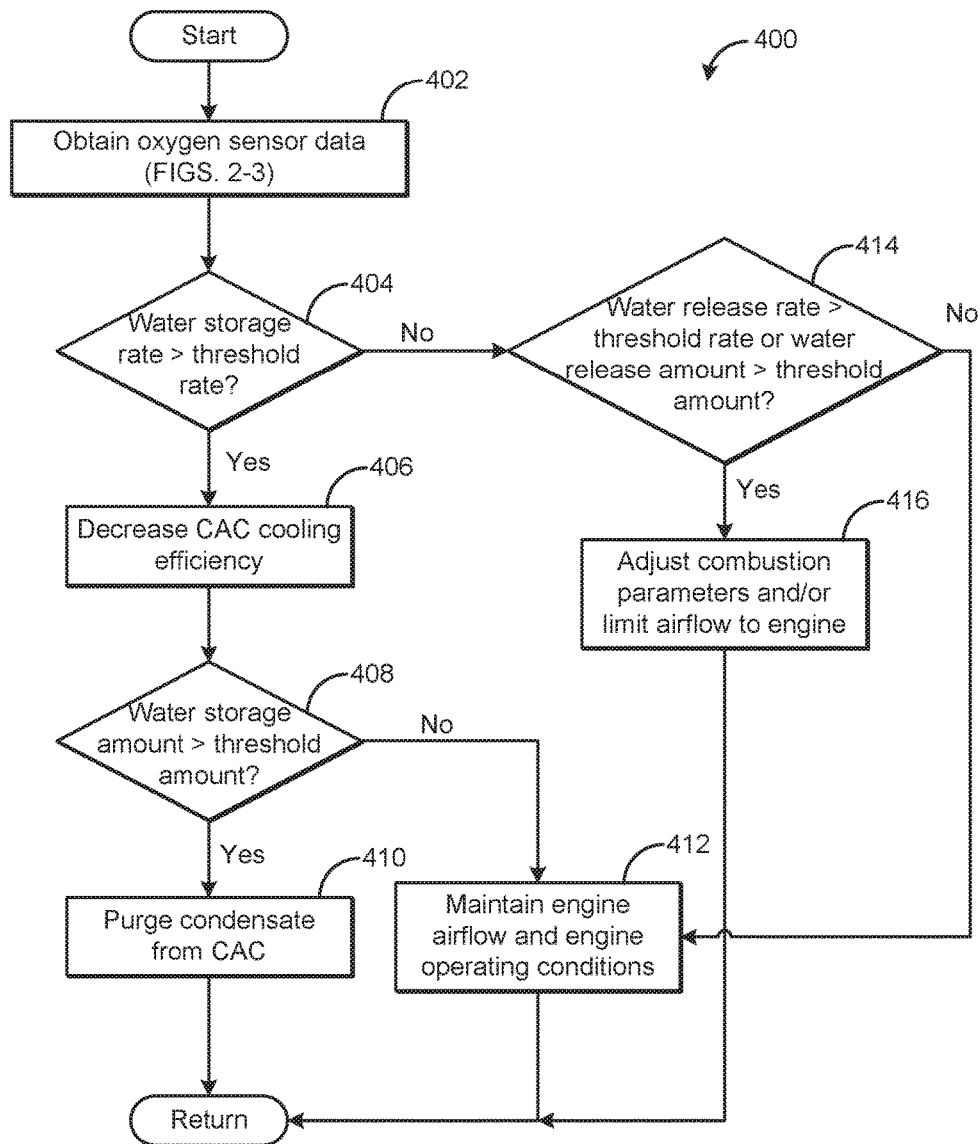 Start
400
402
Obtain oxygen sensor data
(FIGS. 2-3)
404
Water storage
rate > threshold
rate?
No
414
Water release rate >
threshold rate or water
release amount > threshold
amount?
No
Yes
406
Decrease CAC cooling
efficiency
Yes
416
Adjust combustion
parameters and/or
limit airflow to engine
408
Water storage
amount > threshold
amount?
No
Yes
410
Purge condensate
from CAC
412
Maintain engine
airflow and engine
operating conditions
Return